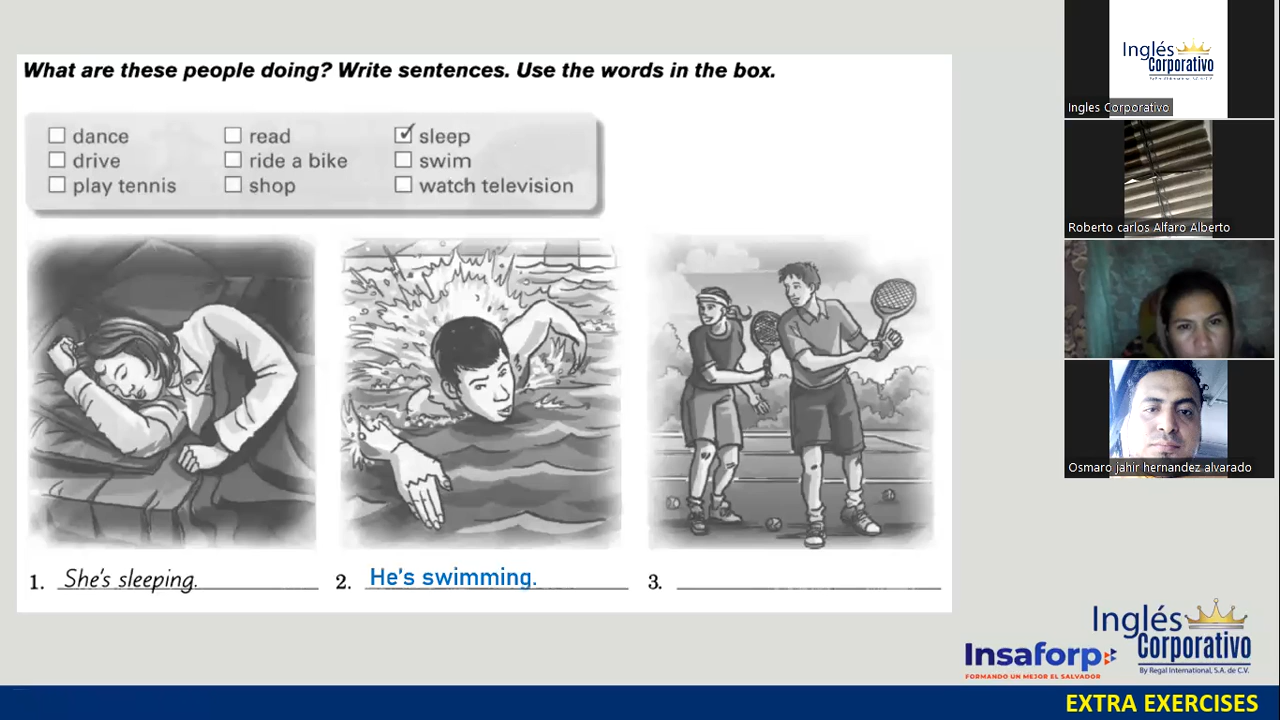 What are these people doing? Write sentences. Use the words in the box.
dance
read
sleep
drive
ride a bike
swim
play tennis
shop
watch television
1. She's sleeping.
2. He's swimming.
3.
Inglés
Corporativo
Ingles Corporativo
Roberto carlos Alfaro Alberto
Osmaro jahir hernandez alvarado
Inglés
Corporativo
By Regal International, S.A. de C.V.
Insaforp
FORMANDO UN MEJOR EL SALVADOR
EXTRA EXERCISES